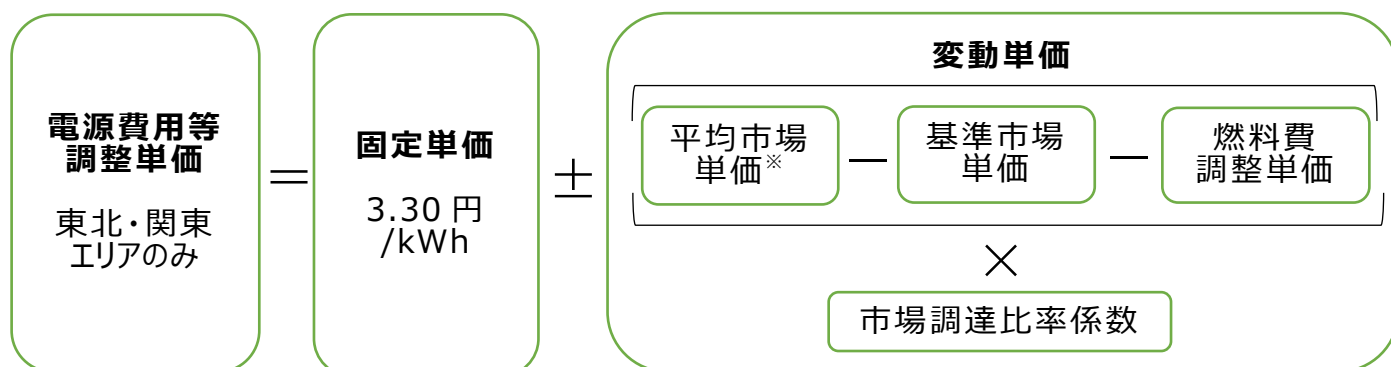 電源費用等
調整単価
東北・関東
エリアのみ
＝
固定単価
3.30 円
/kWh
±
変動単価
平均市場
単価※
―
基準市場
単価
―
燃料費
調整単価
×
市場調達比率係数